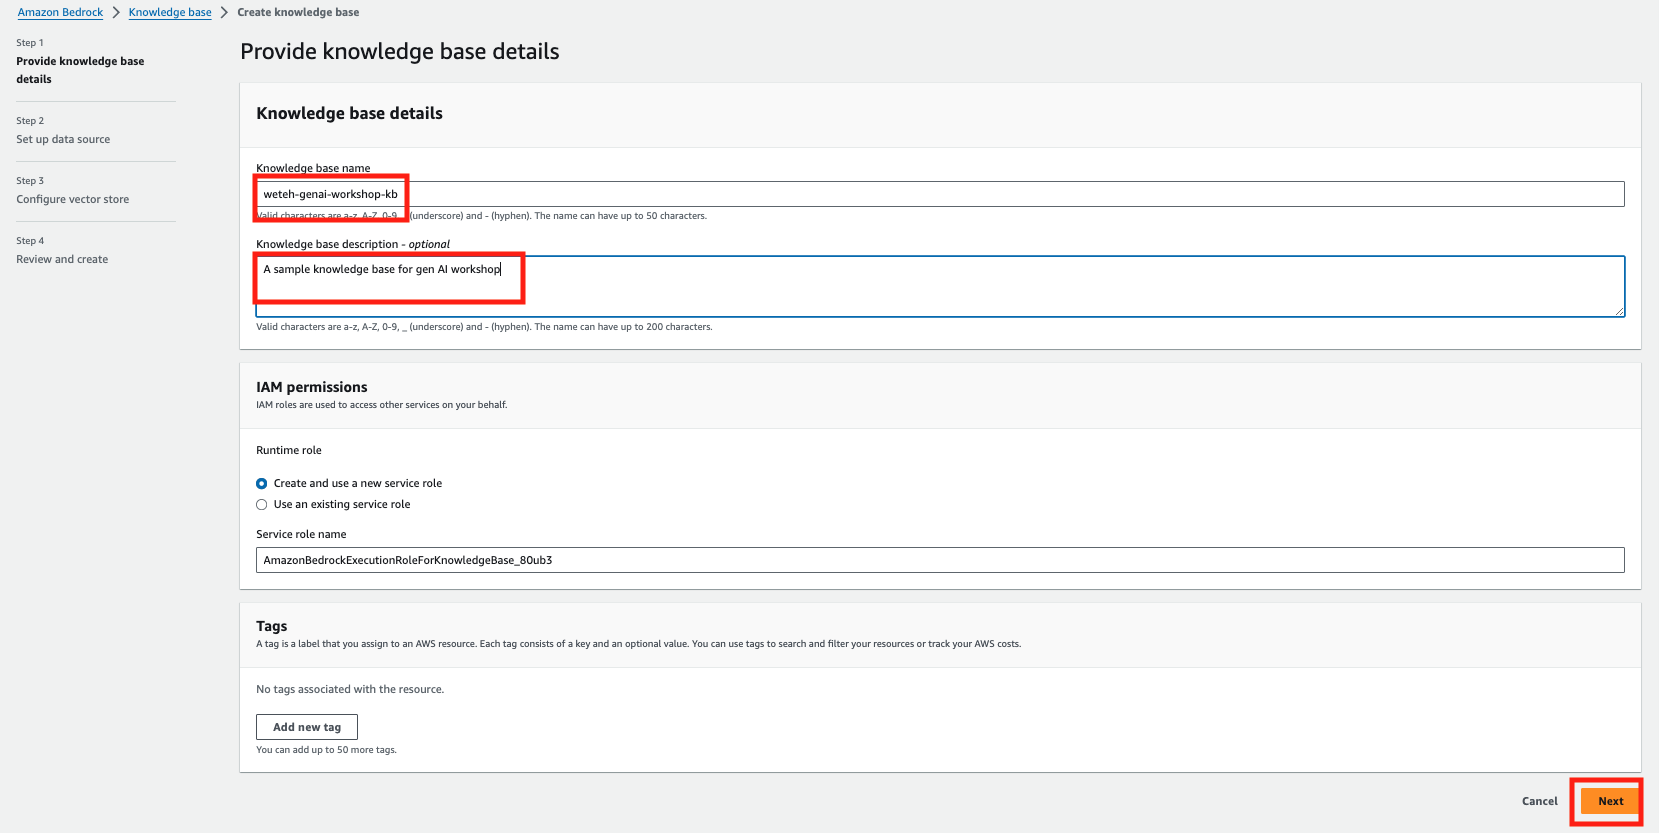 Amazon Bedrock > Knowledge base > Create knowledge base
Step 1
Provide knowledge base
details
Step 2
Set up data source
Step 3
Configure vector store
Step 4
Review and create
Provide knowledge base details
Knowledge base details
Knowledge base name
weteh-genai-workshop-kb
Valid characters are a-z, A-Z, 0-9, _ (underscore) and - (hyphen). The name can have up to 50 characters.
Knowledge base description - optional
A sample knowledge base for gen AI workshop
Valid characters are a-z, A-Z, 0-9, _ (underscore) and - (hyphen). The name can have up to 200 characters.
IAM permissions
IAM roles are used to access other services on your behalf.
Runtime role
Create and use a new service role
Use an existing service role
Service role name
AmazonBedrockExecutionRoleForKnowledgeBase_80ub3
Tags
A tag is a label that you assign to an AWS resource. Each tag consists of a key and an optional value. You can use tags to search and filter your resources or track your AWS costs.
No tags associated with the resource.
Add new tag
You can add up to 50 more tags.
Cancel
Next